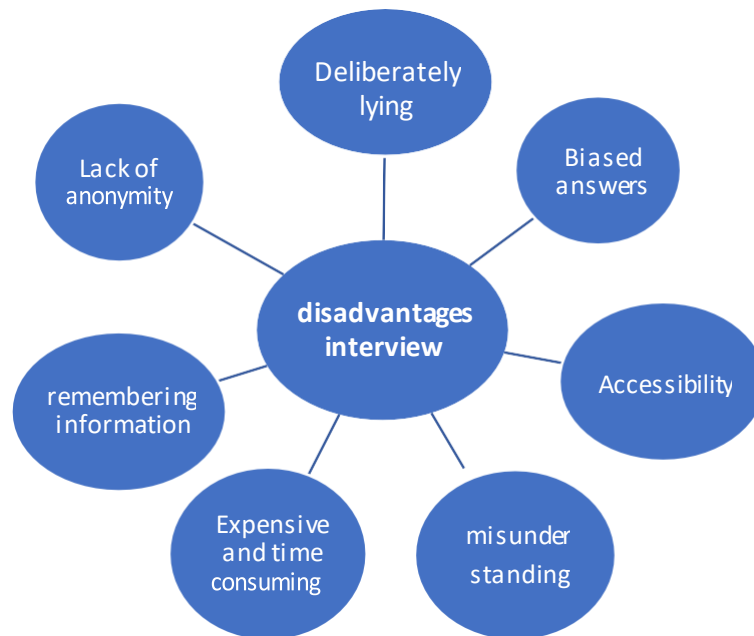 Deliberately
lying
Biased
answers
Lack of
anonymity
disadvantages
interview
Accessibility
remembering
information
Expensive
and time
consuming
misunder
standing